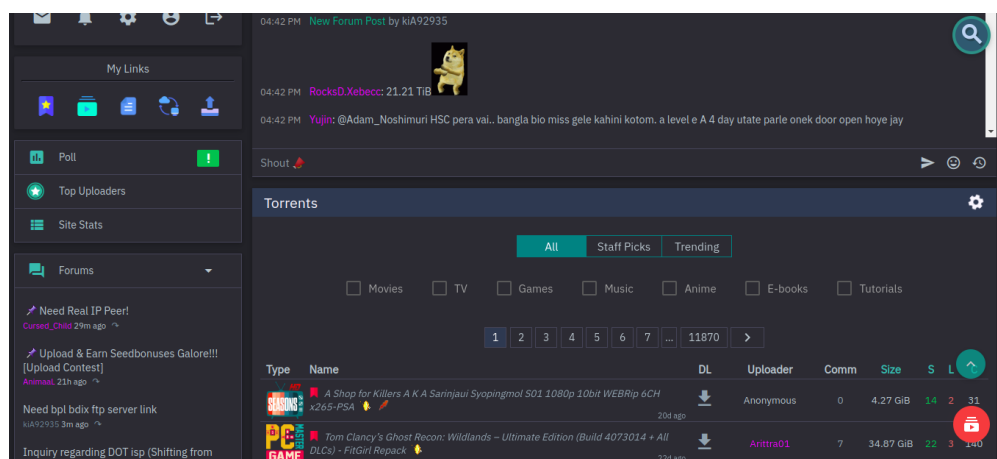 My Links
Poll
!
Top Uploaders
Site Stats
Forums
Need Real IP Peer!
Cursed_Child 29m ago
Upload & Earn Seedbonuses Galore!!!
[Upload Contest]
AnimaaL 21h ago
Need bpl bdix ftp server link
kiA92935 3m ago
Inquiry regarding DOT isp (Shifting from
04:42 PM New Forum Post by kiA92935
04:42 PM RocksD.Xebecc: 21.21 TiB
04:42 PM Yujin: @Adam_Noshimuri HSC pera vai.. bangla bio miss gele kahini kotom. a level e A 4 day utate parle onek door open hoye jay
Shout
Torrents
All Staff Picks Trending
Movies TV Games Music Anime E-books Tutorials
1 2 3 4 5 6 7 ... 11870
Type Name DL Uploader Comm Size S L
SEASONS
A Shop for Killers A K A Sarinjaui Syopingmol S01 1080p 10bit WEBRip 6CH
x265-PSA
20d ago
Anonymous 0 4.27 GiB 14 2 31
PC MASTER
GAME
Tom Clancy's Ghost Recon: Wildlands – Ultimate Edition (Build 4073014 + All
DLCs) - FitGirl Repack
22d ago
Arittra01 7 34.87 GiB 22 3 140